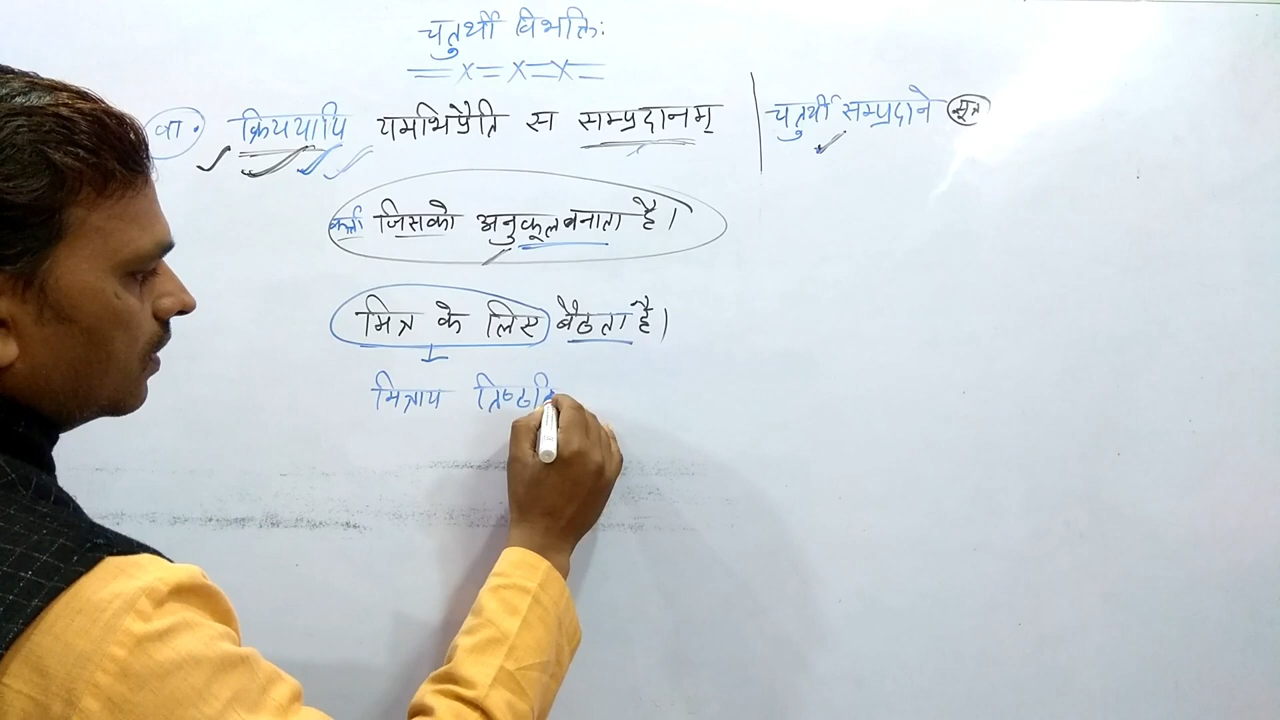 चतुर्थी विभक्तिः
वा. क्रिययापि यमभिप्रैति स सम्प्रदानम् | चतुर्थी सम्प्रदाने सूत्र
कर्ता जिसको अनुकूल बनाता है।
मित्र के लिए बैठता है।
मित्राय तिष्ठति